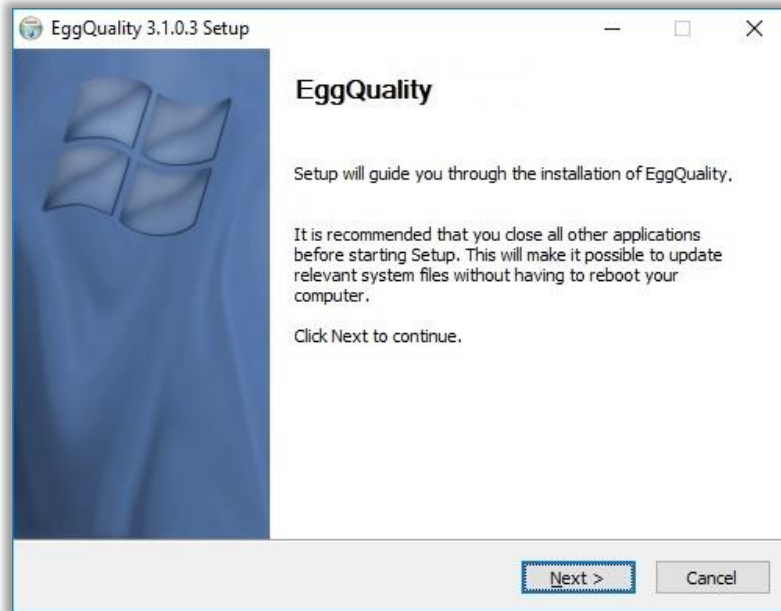 EggQuality 3.1.0.3 Setup
EggQuality
Setup will guide you through the installation of EggQuality.
It is recommended that you close all other applications
before starting Setup. This will make it possible to update
relevant system files without having to reboot your
computer.
Click Next to continue.
Next >
Cancel